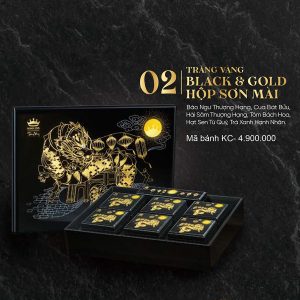 02
TRĂNG VÀNG
BLACK & GOLD
HỘP SƠN MÀI
Bào Ngư Thượng Hạng, Cua Bát Bửu,
Hải Sâm Thượng Hạng, Tôm Bách Hoa,
Hạt Sen Tứ Quý, Trà Xanh Hạnh Nhân.
Mã bánh KC- 4.900.000